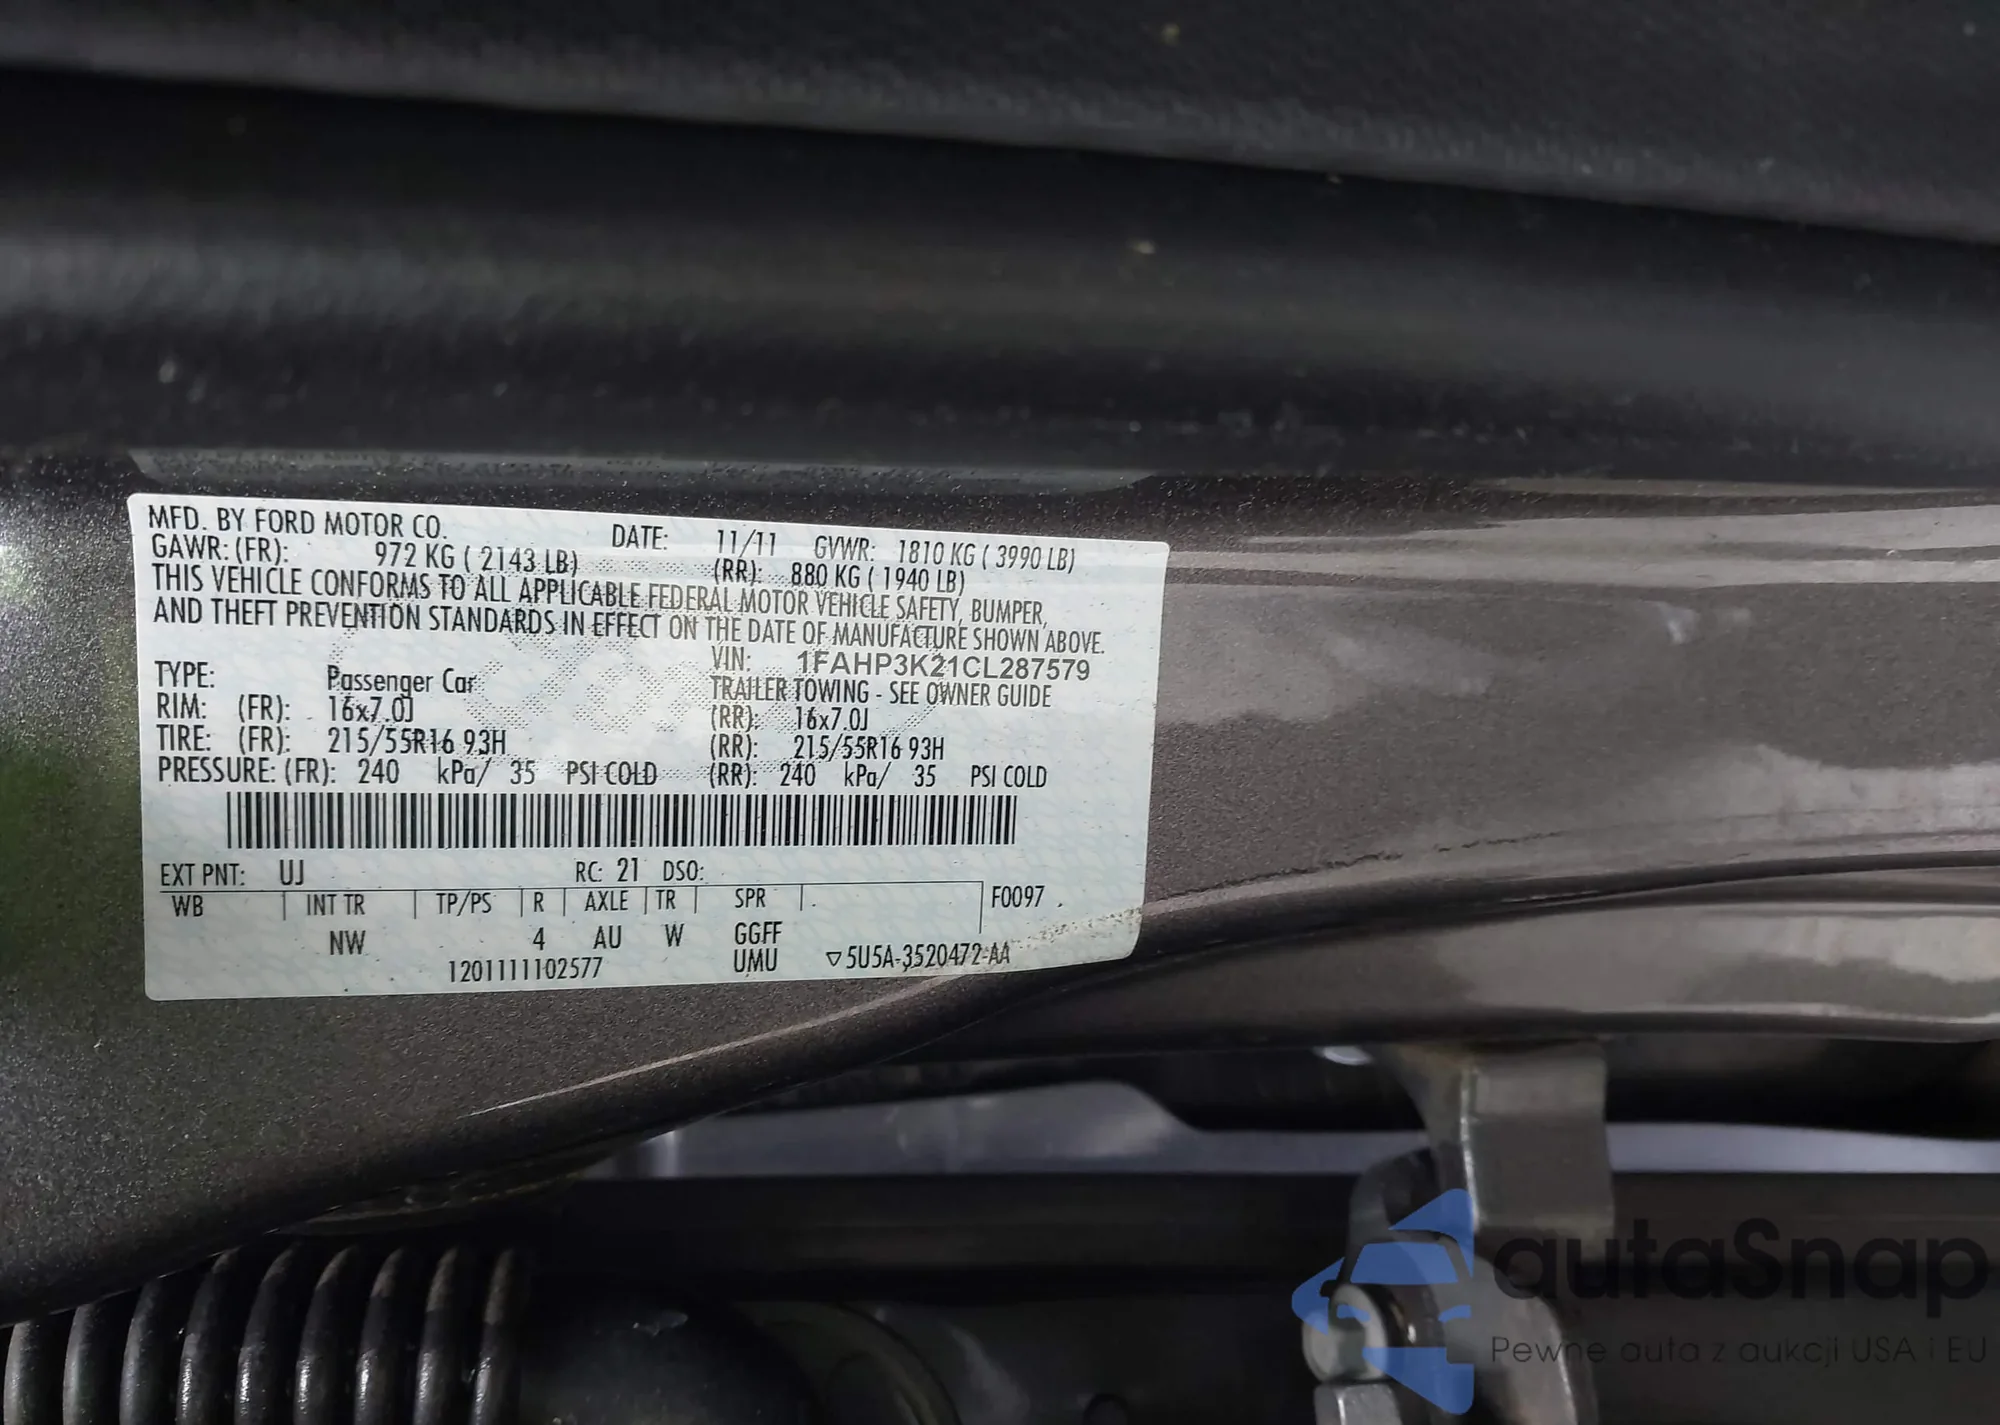 MFD. BY FORD MOTOR CO. DATE: 11/11 GVWR: 1810 KG ( 3990 LB)
GAWR: (FR): 972 KG ( 2143 LB) (RR): 880 KG ( 1940 LB)
THIS VEHICLE CONFORMS TO ALL APPLICABLE FEDERAL MOTOR VEHICLE SAFETY, BUMPER,
AND THEFT PREVENTION STANDARDS IN EFFECT ON THE DATE OF MANUFACTURE SHOWN ABOVE.
VIN: 1FAHP3K21CL287579
TYPE: Passenger Car TRAILER TOWING - SEE OWNER GUIDE
RIM: (FR): 16x7.0J (RR): 16x7.0J
TIRE: (FR): 215/55R16 93H (RR): 215/55R16 93H
PRESSURE: (FR): 240 kPa/ 35 PSI COLD (RR): 240 kPa/ 35 PSI COLD
EXT PNT: UJ RC: 21 DSO:
WB INT TR TP/PS R AXLE TR SPR F0097
NW 4 AU W GGFF
1201111102577 UMU ▽5U5A-3520472-AA
autaSnap
Pewne auta z aukcji USA i EU